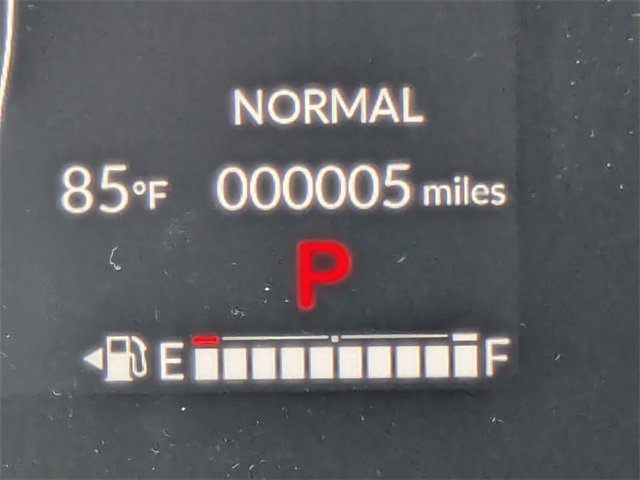 NORMAL
85°F 000005 miles
P
E F